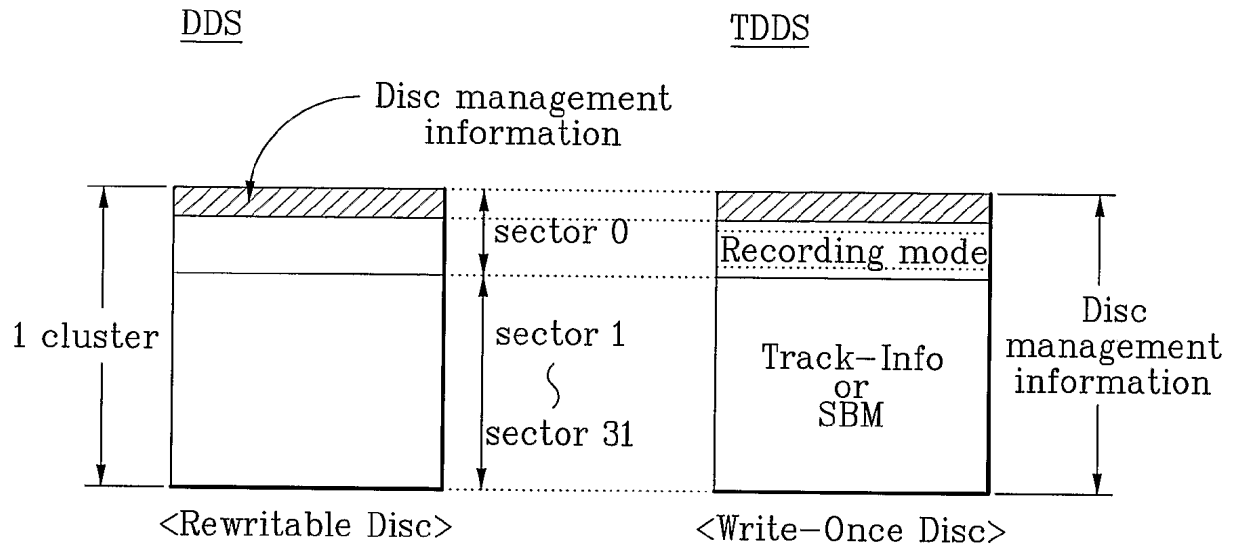 DDS
TDDS
Disc management
information
sector 0
Recording mode
1 cluster
sector 1
sector 31
Track-Info
or
SBM
Disc
management
information
<Rewritable Disc>
<Write-Once Disc>